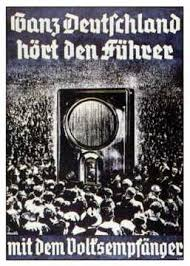 Ganz Deutschland
hört den Führer
mit dem Volksempfänger